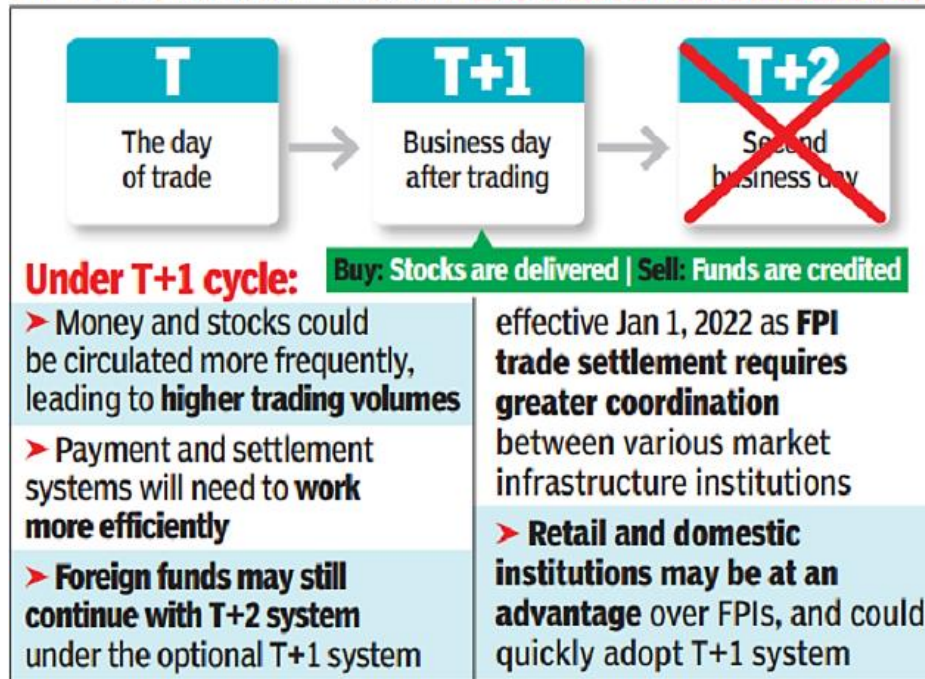 T
The day
of trade
T+1
Business day
after trading
T+2
Second
business day
Buy: Stocks are delivered | Sell: Funds are credited
Under T+1 cycle:
➤ Money and stocks could
be circulated more frequently,
leading to higher trading volumes
➤ Payment and settlement
systems will need to work
more efficiently
➤ Foreign funds may still
continue with T+2 system
under the optional T+1 system
effective Jan 1, 2022 as FPI
trade settlement requires
greater coordination
between various market
infrastructure institutions
➤ Retail and domestic
institutions may be at an
advantage over FPIs, and could
quickly adopt T+1 system